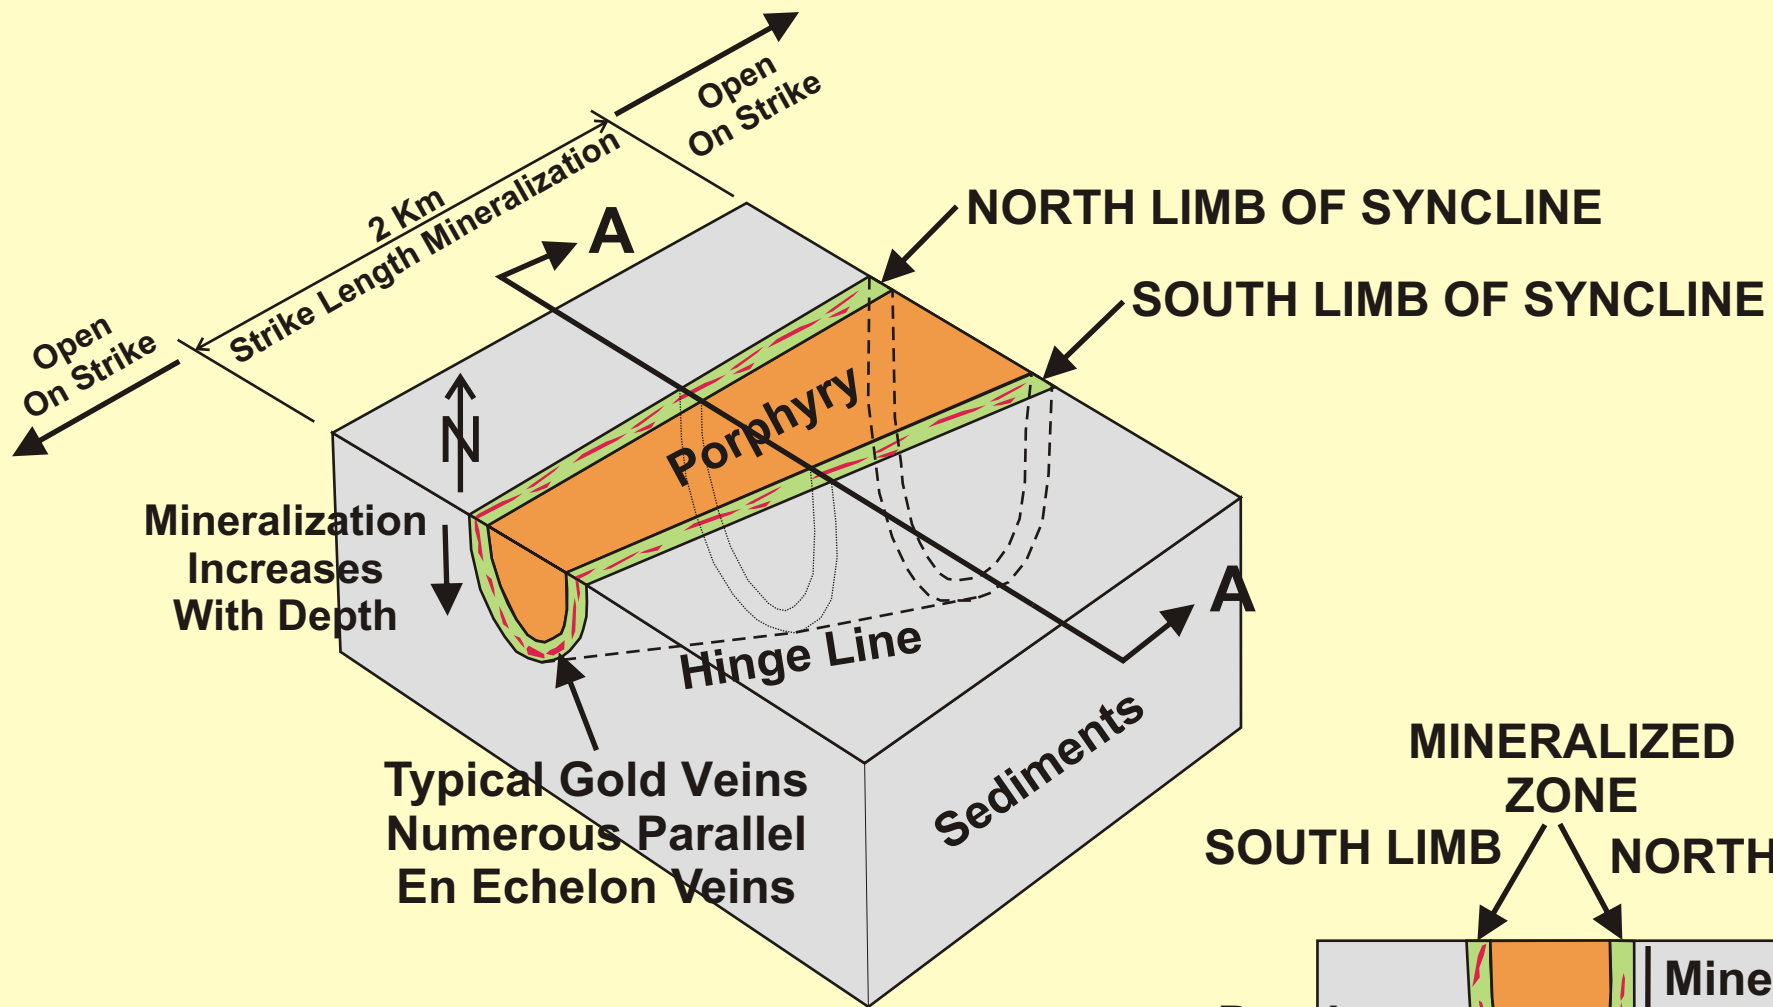 Open
On Strike
2 Km
Strike Length Mineralization
Open
On Strike
A
NORTH LIMB OF SYNCLINE
SOUTH LIMB OF SYNCLINE
N
Porphyry
Mineralization
Increases
With Depth
Hinge Line
A
Typical Gold Veins
Numerous Parallel
En Echelon Veins
Sediments
MINERALIZED
ZONE
SOUTH LIMB
NORTH
Mine